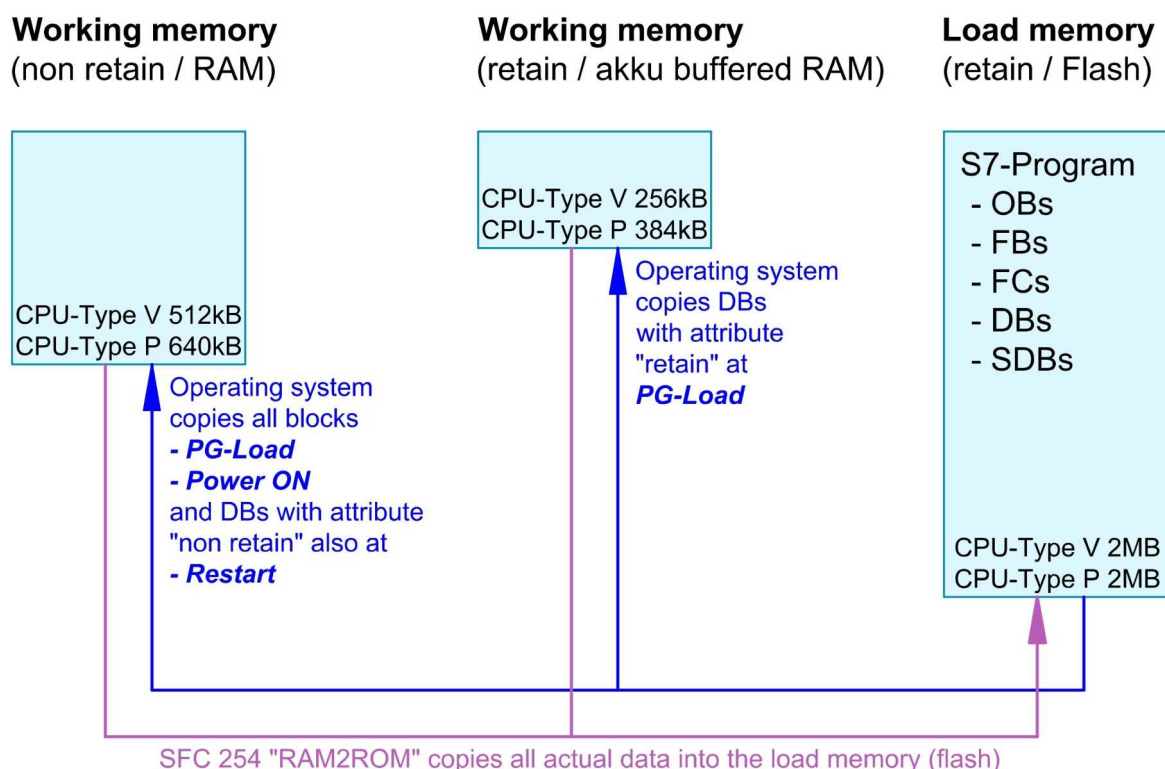 Working memory
(non retain / RAM)
Working memory
(retain / akku buffered RAM)
Load memory
(retain / Flash)
CPU-Type V 512kB
CPU-Type P 640kB
CPU-Type V 256kB
CPU-Type P 384kB
S7-Program
- OBs
- FBs
- FCs
- DBs
- SDBs
CPU-Type V 2MB
CPU-Type P 2MB
Operating system
copies all blocks
- PG-Load
- Power ON
and DBs with attribute
"non retain" also at
- Restart
Operating system
copies DBs
with attribute
"retain" at
PG-Load
SFC 254 "RAM2ROM" copies all actual data into the load memory (flash)